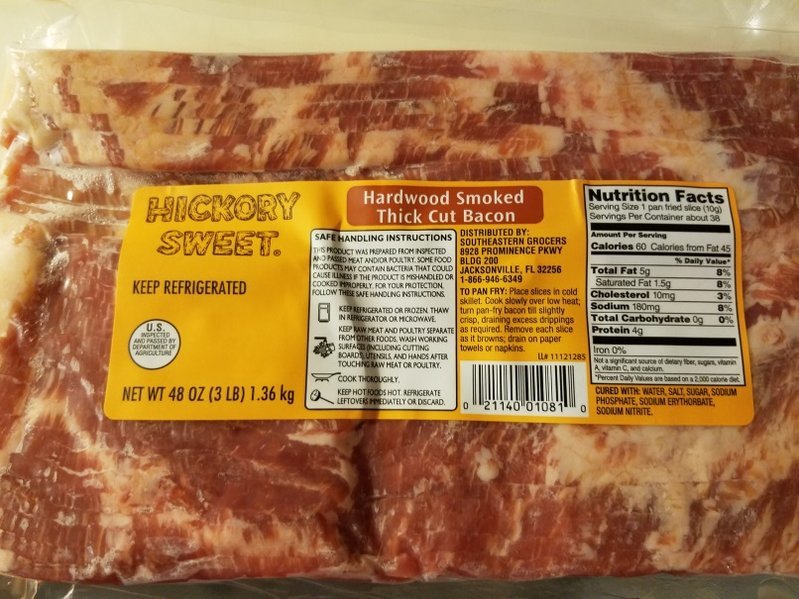 HICKORY
SWEET®
KEEP REFRIGERATED
U.S.
INSPECTED
AND PASSED BY
DEPARTMENT OF
AGRICULTURE
NET WT 48 OZ (3 LB) 1.36 kg
Hardwood Smoked
Thick Cut Bacon
SAFE HANDLING INSTRUCTIONS
THIS PRODUCT WAS PREPARED FROM INSPECTED
AND PASSED MEAT AND/OR POULTRY. SOME FOOD
PRODUCTS MAY CONTAIN BACTERIA THAT COULD
CAUSE ILLNESS IF THE PRODUCT IS MISHANDLED OR
COOKED IMPROPERLY. FOR YOUR PROTECTION,
FOLLOW THESE SAFE HANDLING INSTRUCTIONS.
KEEP REFRIGERATED OR FROZEN. THAW
IN REFRIGERATOR OR MICROWAVE.
KEEP RAW MEAT AND POULTRY SEPARATE
FROM OTHER FOODS. WASH WORKING
SURFACES (INCLUDING CUTTING
BOARDS), UTENSILS, AND HANDS AFTER
TOUCHING RAW MEAT OR POULTRY.
COOK THOROUGHLY.
KEEP HOT FOODS HOT. REFRIGERATE
LEFTOVERS IMMEDIATELY OR DISCARD.
DISTRIBUTED BY:
SOUTHEASTERN GROCERS
8928 PROMINENCE PKWY
BLDG 200
JACKSONVILLE, FL 32256
1-866-946-6349
TO PAN FRY: Place slices in cold
skillet. Cook slowly over low heat;
turn pan-fry bacon till slightly
crisp, draining excess drippings
as required. Remove each slice
as it browns; drain on paper
towels or napkins.
LL# 11121285
0 21140 01081 0
Nutrition Facts
Serving Size 1 pan fried slice (10g)
Servings Per Container about 38
Amount Per Serving
Calories 60 Calories from Fat 45
% Daily Value*
Total Fat 5g 8%
Saturated Fat 1.5g 8%
Cholesterol 10mg 3%
Sodium 180mg 8%
Total Carbohydrate 0g 0%
Protein 4g
Iron 0%
Not a significant source of dietary fiber, sugars, vitamin
A, vitamin C, and calcium.
*Percent Daily Values are based on a 2,000 calorie diet.
CURED WITH: WATER, SALT, SUGAR, SODIUM
PHOSPHATE, SODIUM ERYTHORBATE,
SODIUM NITRITE.